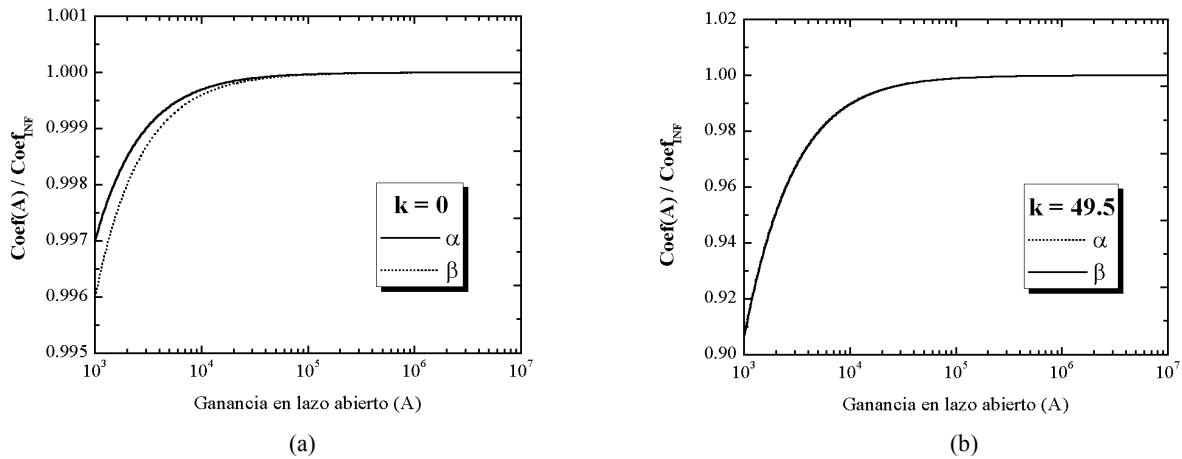 1.001
1.000
0.999
0.998
0.997
0.996
0.995
Coef(A) / Coef_INF
k = 0
α
β
10^3 10^4 10^5 10^6 10^7
Ganancia en lazo abierto (A)
(a)
1.02
1.00
0.98
0.96
0.94
0.92
0.90
Coef(A) / Coef_INF
k = 49.5
α
β
10^3 10^4 10^5 10^6 10^7
Ganancia en lazo abierto (A)
(b)